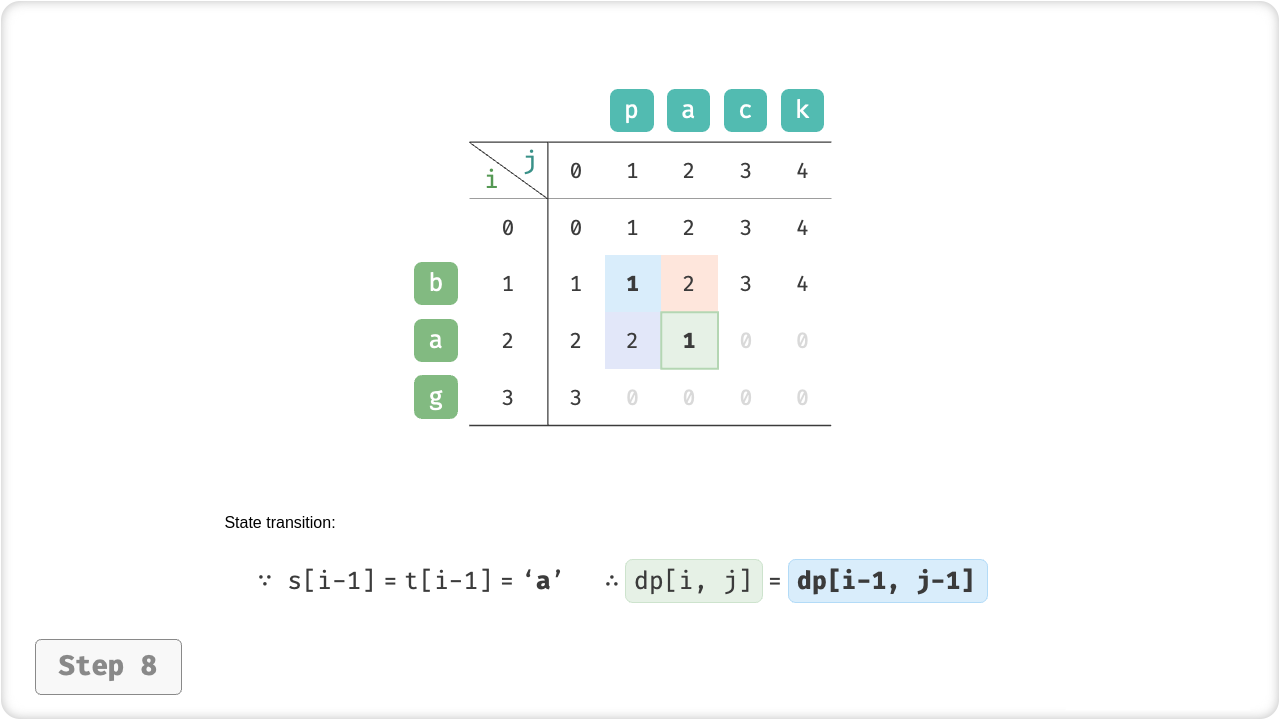 p a c k
j
i
0 1 2 3 4
0 0 1 2 3 4
b 1 1 1 2 3 4
a 2 2 2 1 0 0
g 3 3 0 0 0 0
State transition:
∵ s[i-1] = t[i-1] = ‘a’ ∴ dp[i, j] = dp[i-1, j-1]
Step 8